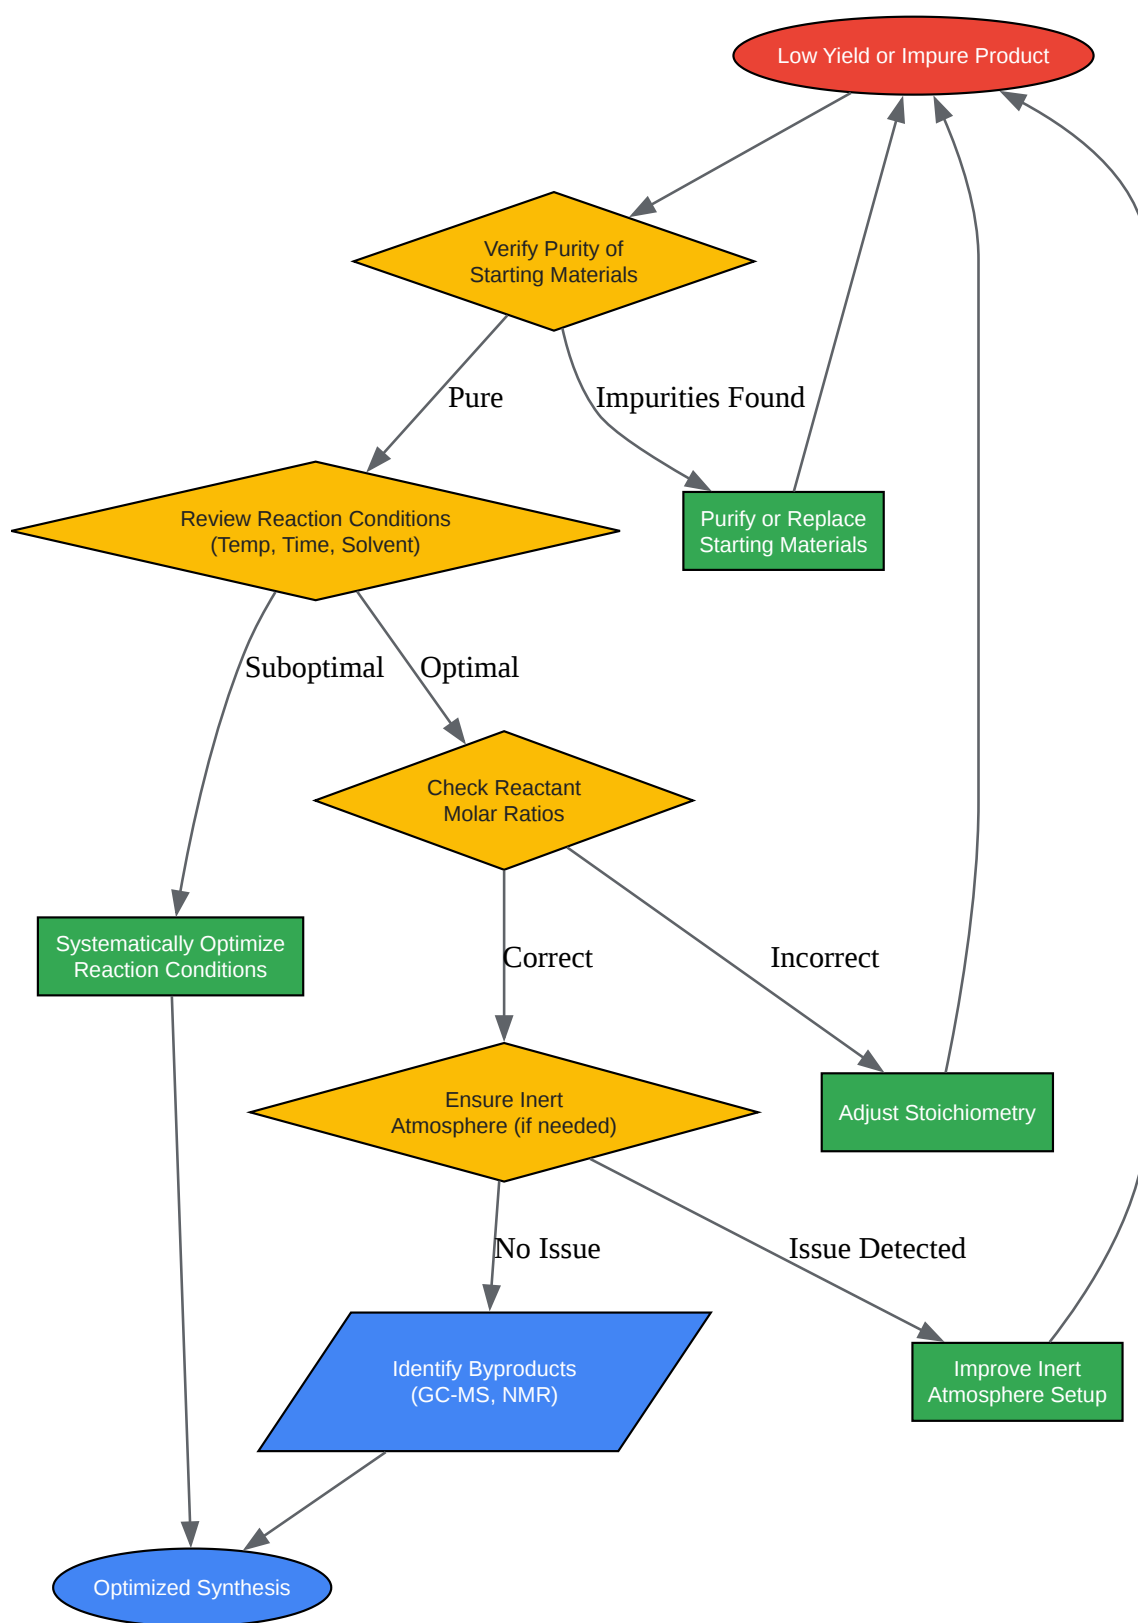 Low Yield or Impure Product
Verify Purity of
Starting Materials
Pure
Impurities Found
Review Reaction Conditions
(Temp, Time, Solvent)
Purify or Replace
Starting Materials
Suboptimal
Optimal
Check Reactant
Molar Ratios
Systematically Optimize
Reaction Conditions
Correct
Incorrect
Ensure Inert
Atmosphere (if needed)
Adjust Stoichiometry
No Issue
Issue Detected
Identify Byproducts
(GC-MS, NMR)
Improve Inert
Atmosphere Setup
Optimized Synthesis